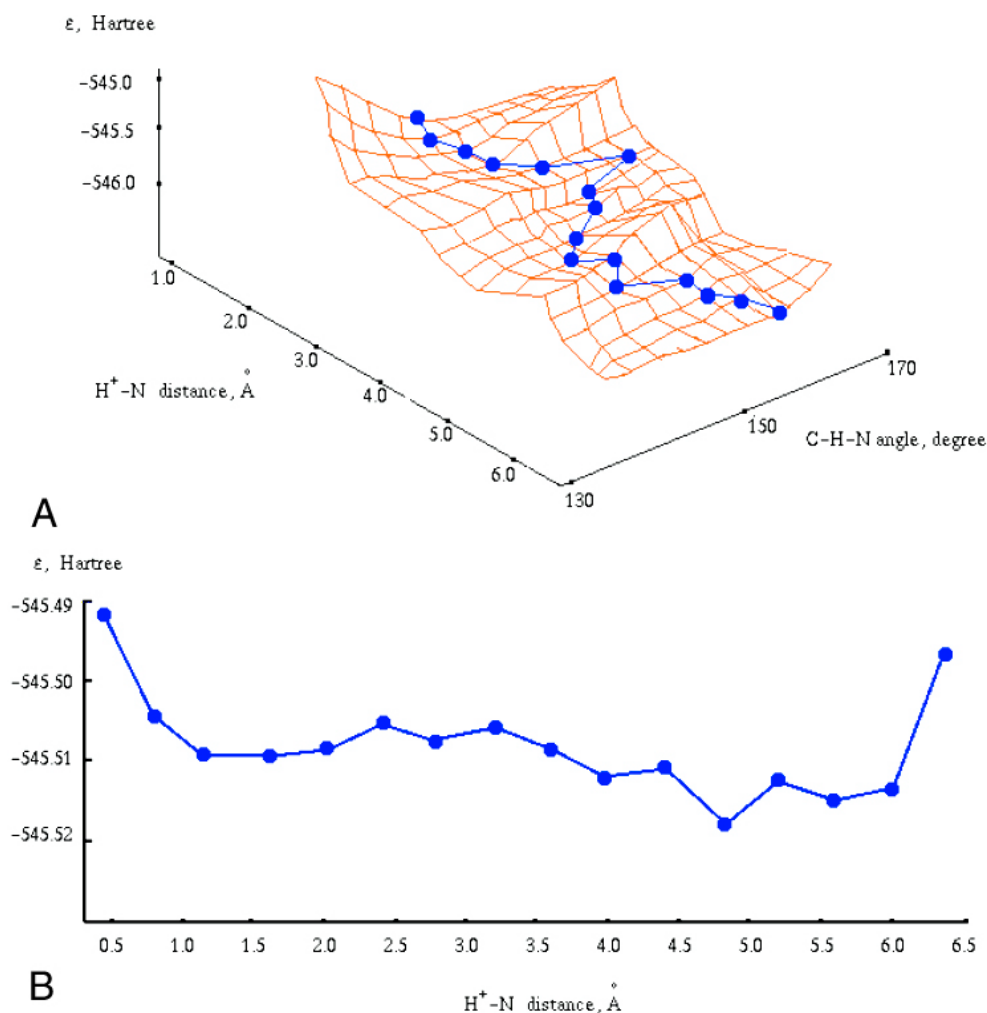 ε, Hartree
-545.0
-545.5
-546.0
1.0
2.0
3.0
4.0
5.0
6.0
H+-N distance, Å
130
150
170
C-H-N angle, degree
A
ε, Hartree
-545.49
-545.50
-545.51
-545.52
0.5 1.0 1.5 2.0 2.5 3.0 3.5 4.0 4.5 5.0 5.5 6.0 6.5
B
H+-N distance, Å